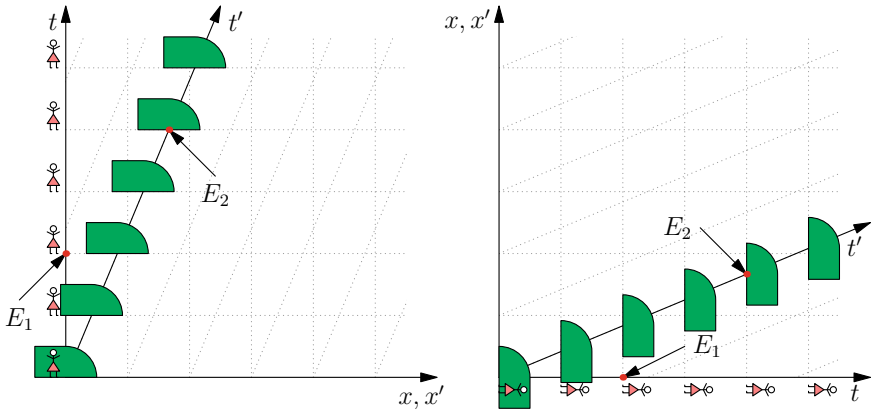 t
t′
E₂
E₁
x, x′
x, x′
E₂
t′
E₁
t